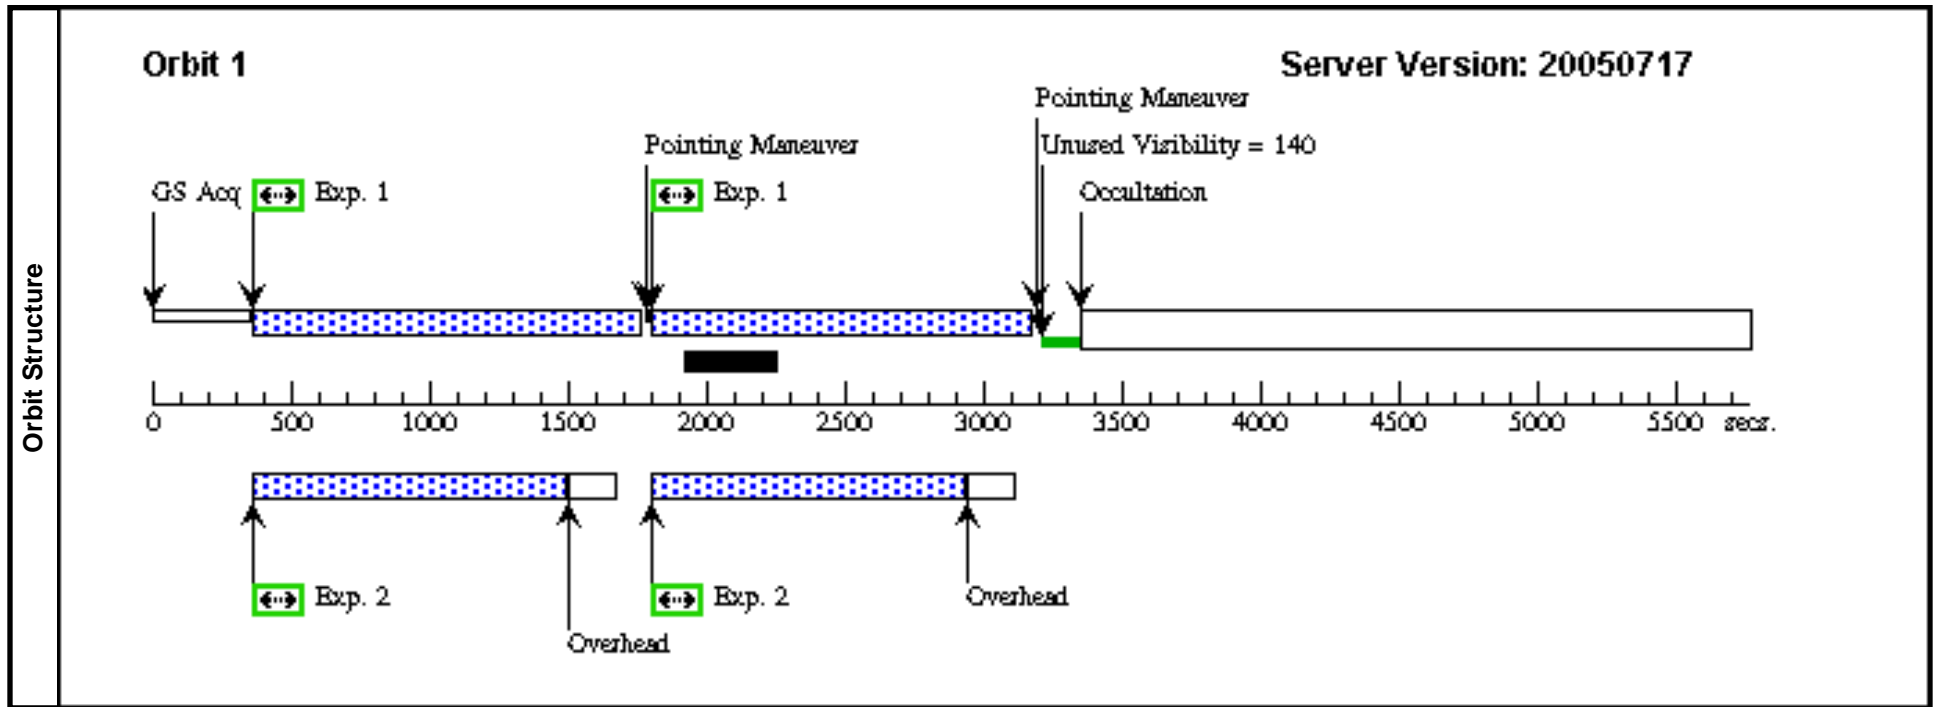 Orbit Structure
Orbit 1
Server Version: 20050717
Pointing Maneuver
Pointing Maneuver
Unused Visibility = 140
GS Acq
Exp. 1
Exp. 1
Occultation
0 500 1000 1500 2000 2500 3000 3500 4000 4500 5000 5500 secs.
Exp. 2
Exp. 2
Overhead
Overhead